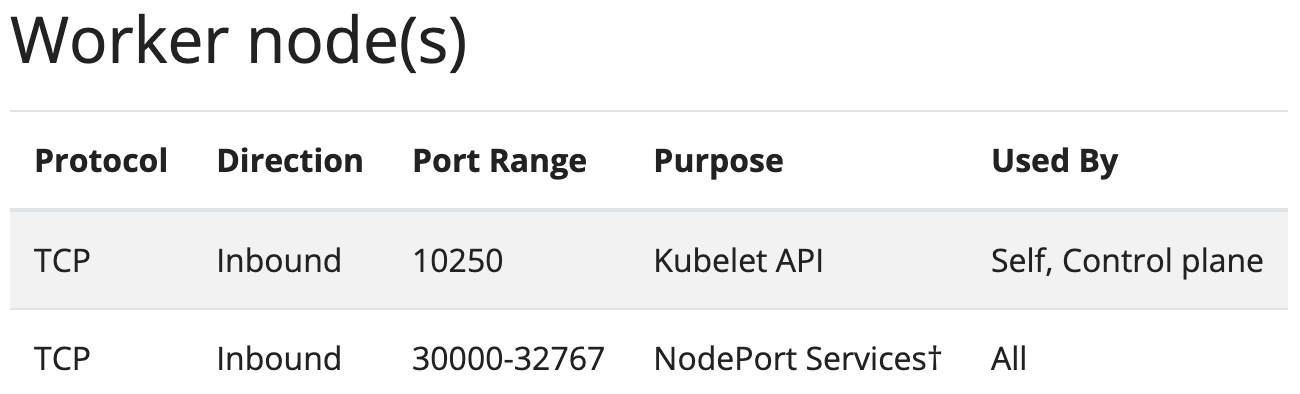 Worker node(s)
Protocol Direction Port Range Purpose Used By
TCP Inbound 10250 Kubelet API Self, Control plane
TCP Inbound 30000-32767 NodePort Services† All